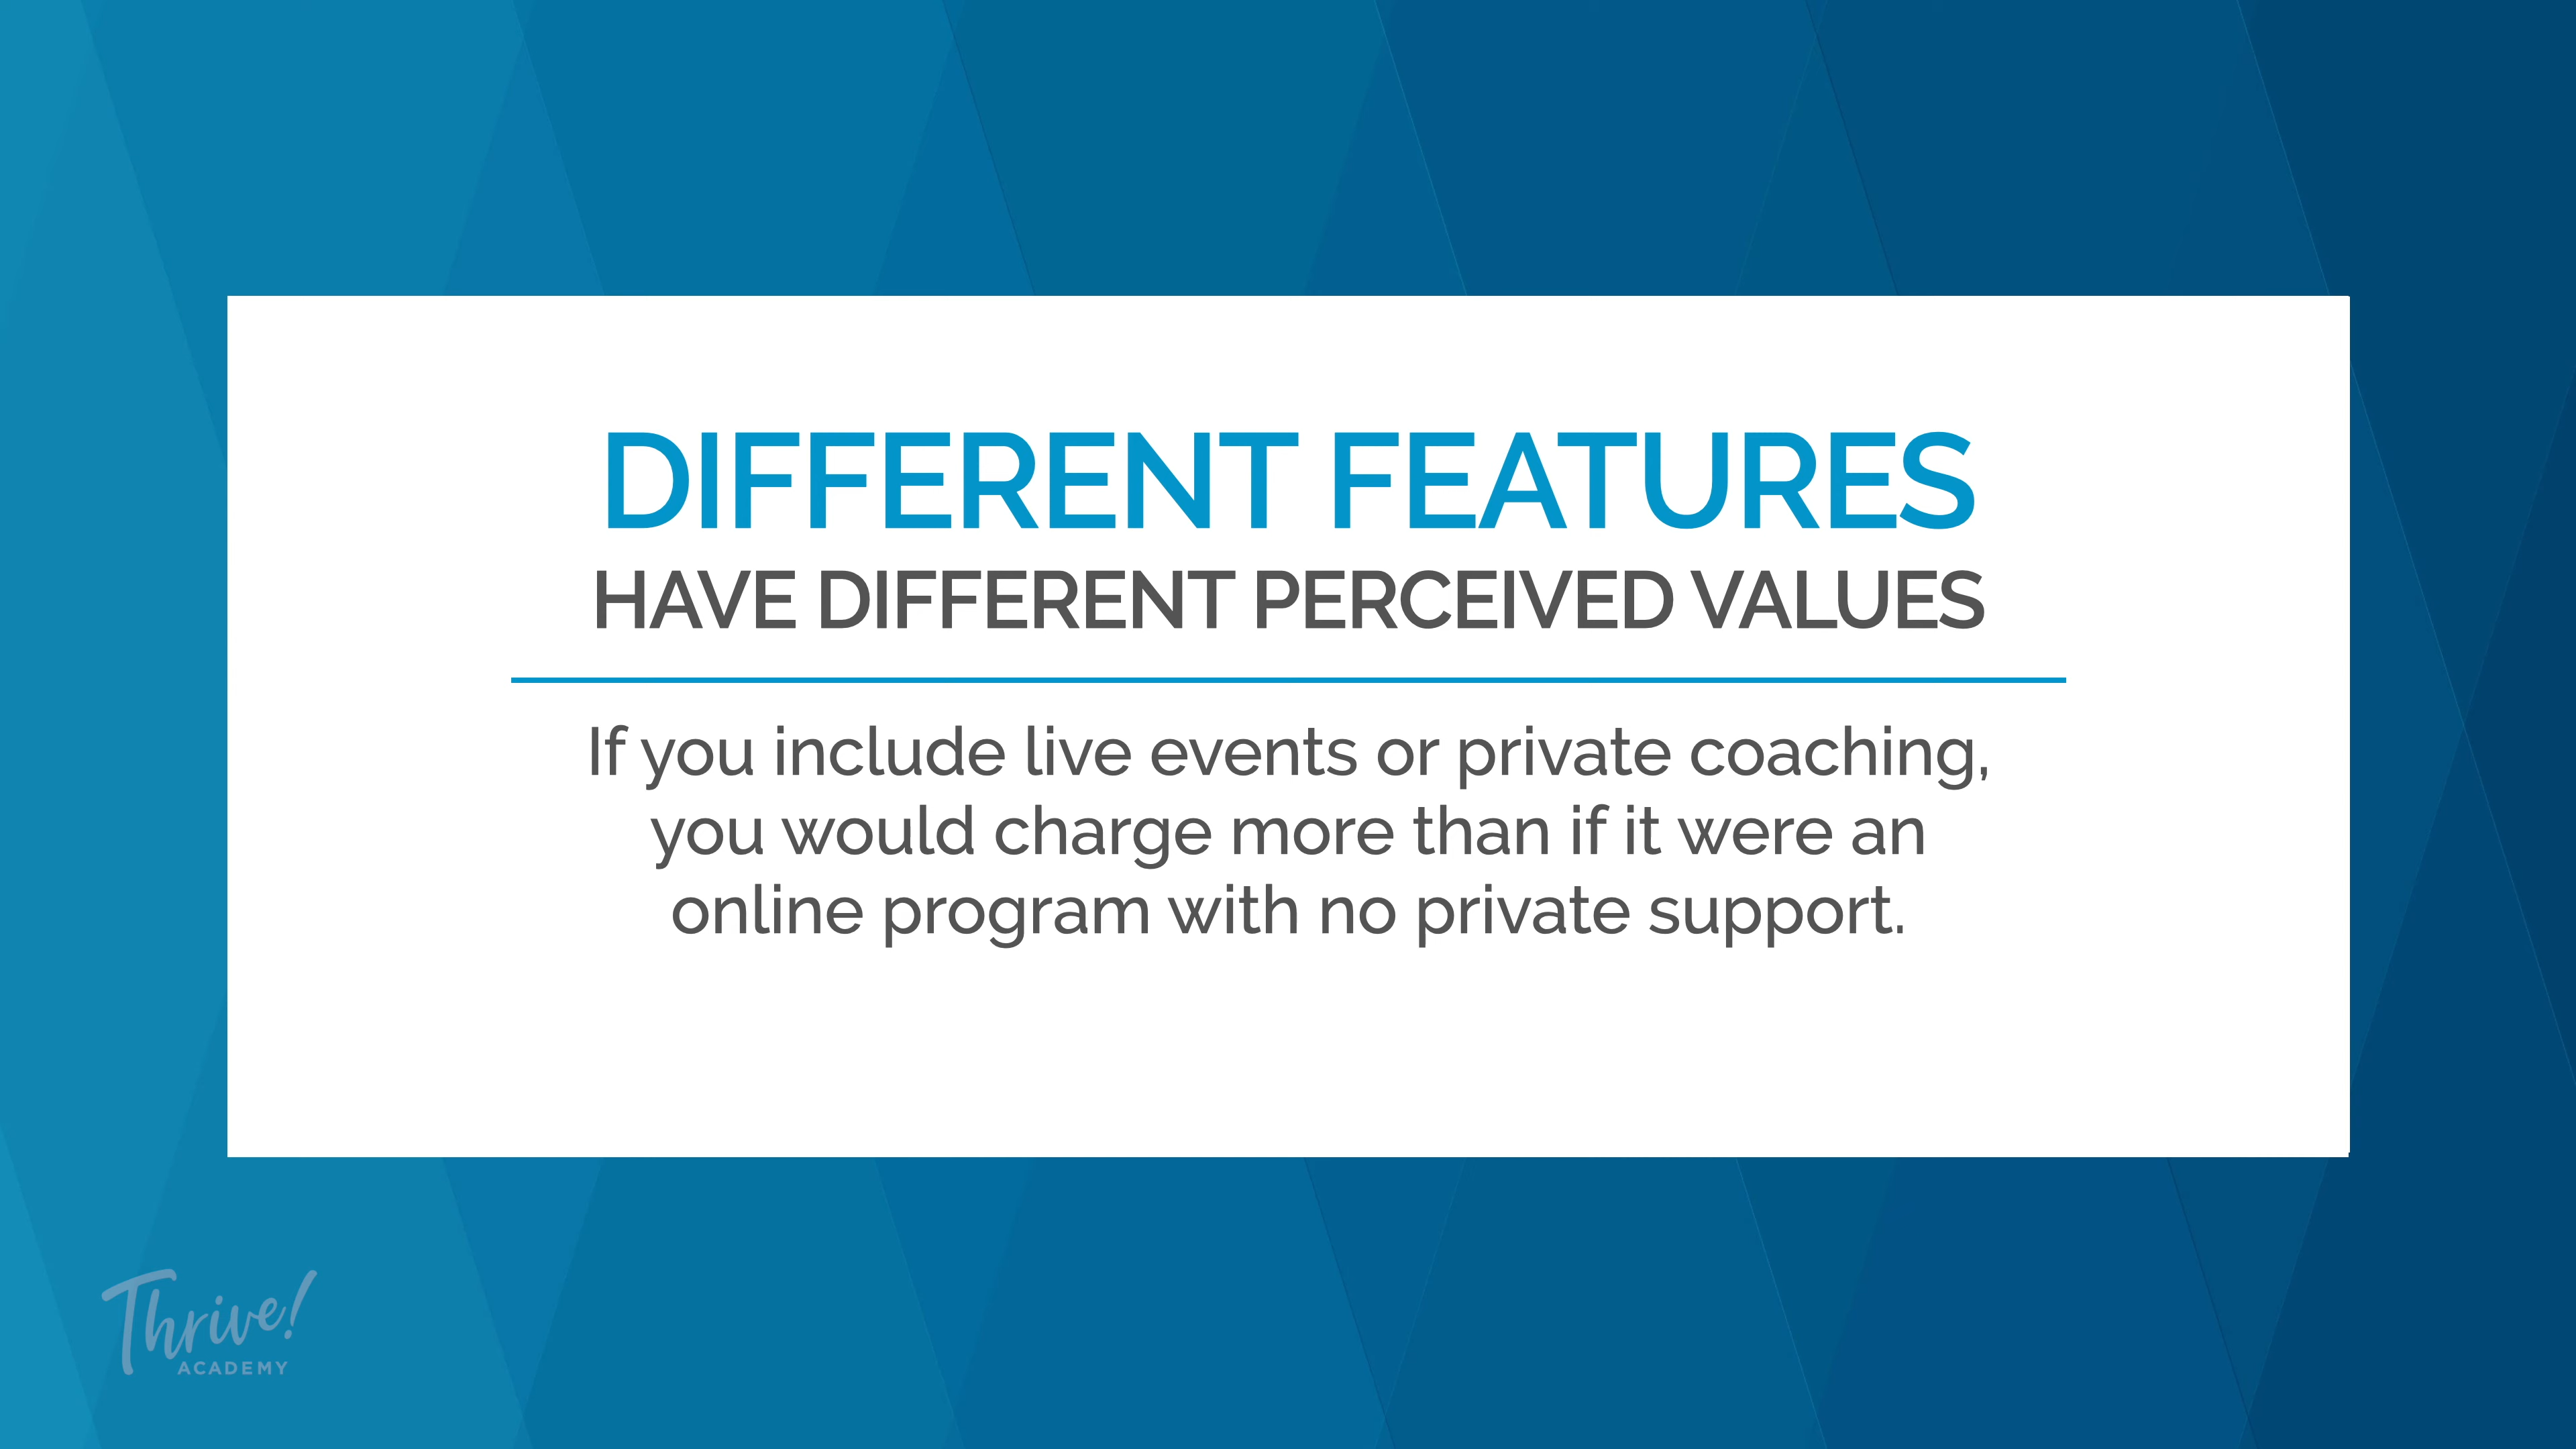 DIFFERENT FEATURES
HAVE DIFFERENT PERCEIVED VALUES
If you include live events or private coaching,
you would charge more than if it were an
online program with no private support.
Thrive!
ACADEMY